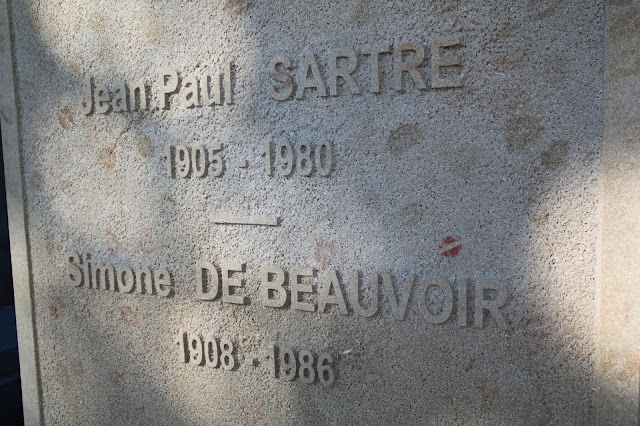 Jean Paul SARTRE
1905 - 1980
Simone DE BEAUVOIR
1908 - 1986